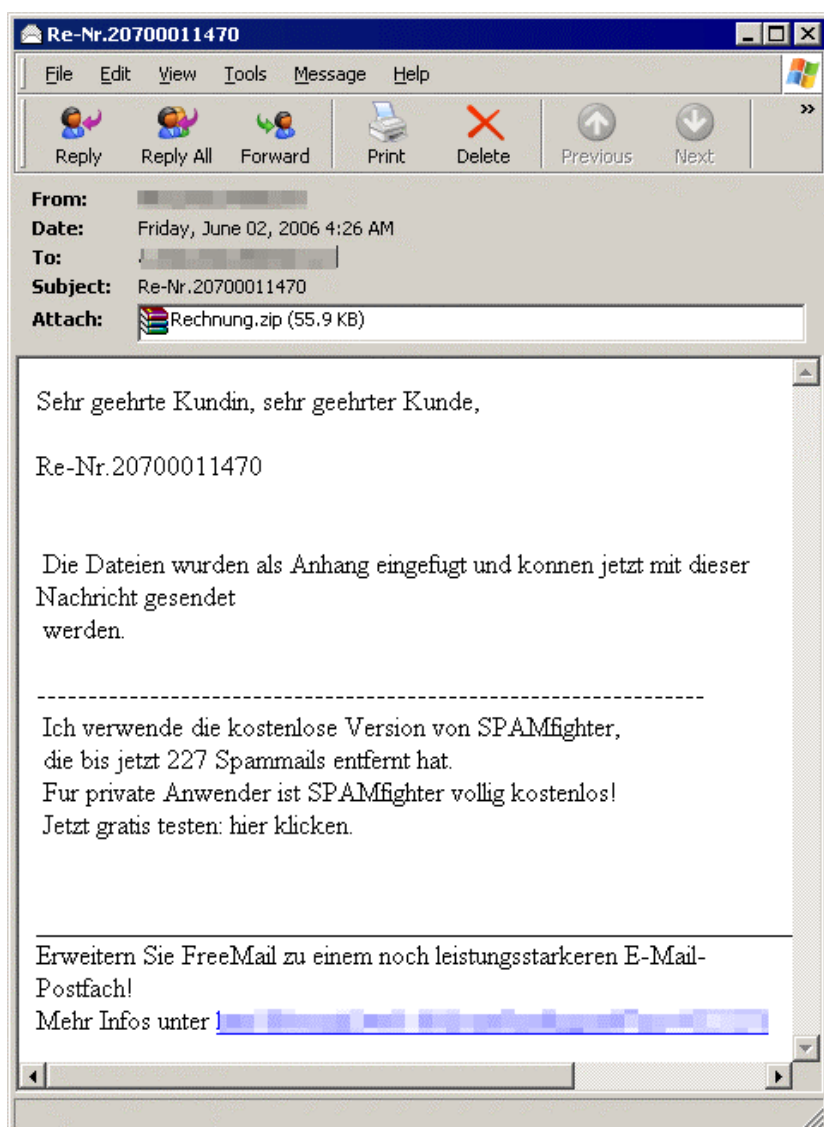 Re-Nr.20700011470
File Edit View Tools Message Help
Reply Reply All Forward Print Delete Previous Next »
From:
Date: Friday, June 02, 2006 4:26 AM
To:
Subject: Re-Nr.20700011470
Attach: Rechnung.zip (55.9 KB)
Sehr geehrte Kundin, sehr geehrter Kunde,
Re-Nr.20700011470
Die Dateien wurden als Anhang eingefugt und konnen jetzt mit dieser
Nachricht gesendet
werden.
-----------------------------------------------------------------
Ich verwende die kostenlose Version von SPAMfighter,
die bis jetzt 227 Spammails entfernt hat.
Fur private Anwender ist SPAMfighter vollig kostenlos!
Jetzt gratis testen: hier klicken.
Erweitern Sie FreeMail zu einem noch leistungsstarkeren E-Mail-
Postfach!
Mehr Infos unter